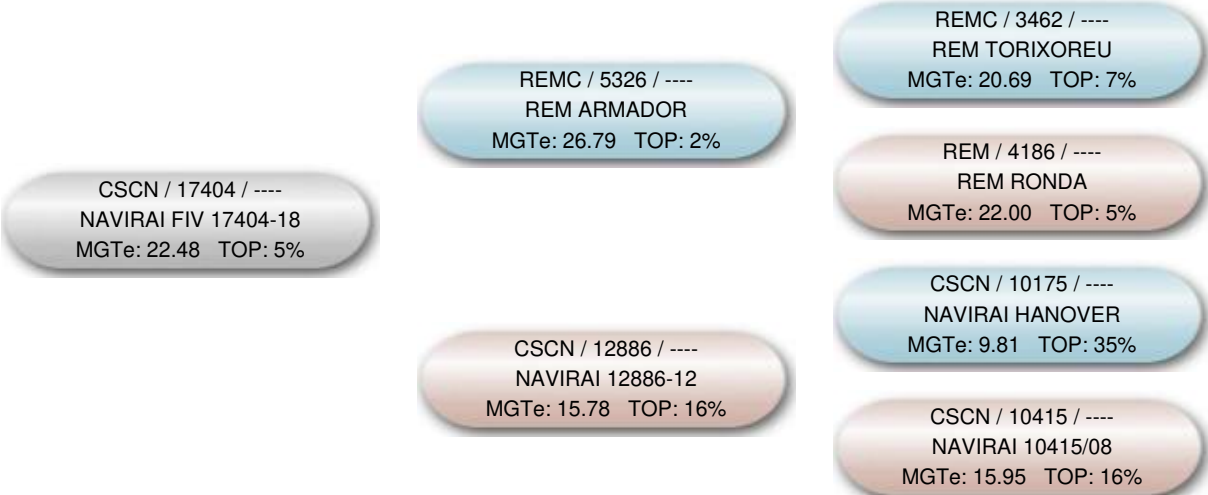 CSCN / 17404 / ----
NAVIRAI FIV 17404-18
MGTe: 22.48 TOP: 5%
REMC / 5326 / ----
REM ARMADOR
MGTe: 26.79 TOP: 2%
CSCN / 12886 / ----
NAVIRAI 12886-12
MGTe: 15.78 TOP: 16%
REMC / 3462 / ----
REM TORIXOREU
MGTe: 20.69 TOP: 7%
REM / 4186 / ----
REM RONDA
MGTe: 22.00 TOP: 5%
CSCN / 10175 / ----
NAVIRAI HANOVER
MGTe: 9.81 TOP: 35%
CSCN / 10415 / ----
NAVIRAI 10415/08
MGTe: 15.95 TOP: 16%